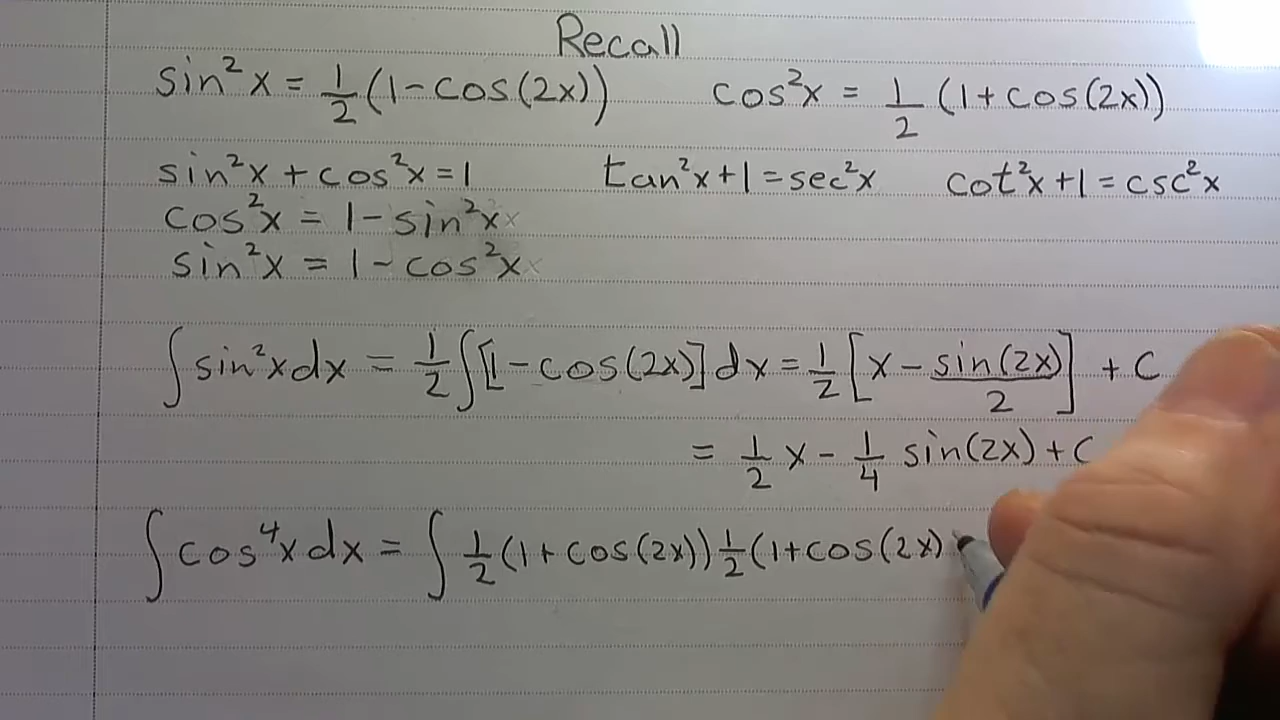 Recall
sin²x = 1/2 (1 - cos(2x)) cos²x = 1/2 (1 + cos(2x))
sin²x + cos²x = 1 tan²x + 1 = sec²x cot²x + 1 = csc²x
cos²x = 1 - sin²x
sin²x = 1 - cos²x
∫ sin²x dx = 1/2 ∫ [1 - cos(2x)] dx = 1/2 [x - sin(2x)/2] + C
= 1/2 x - 1/4 sin(2x) + C
∫ cos⁴x dx = ∫ 1/2 (1 + cos(2x)) 1/2 (1 + cos(2x)